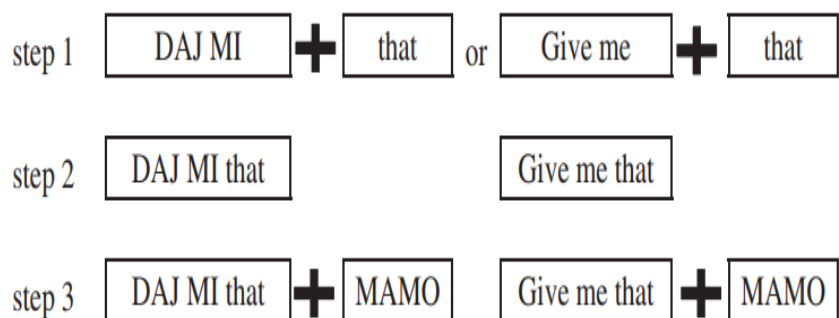 step 1 DAJ MI + that or Give me + that
step 2 DAJ MI that Give me that
step 3 DAJ MI that + MAMO Give me that + MAMO